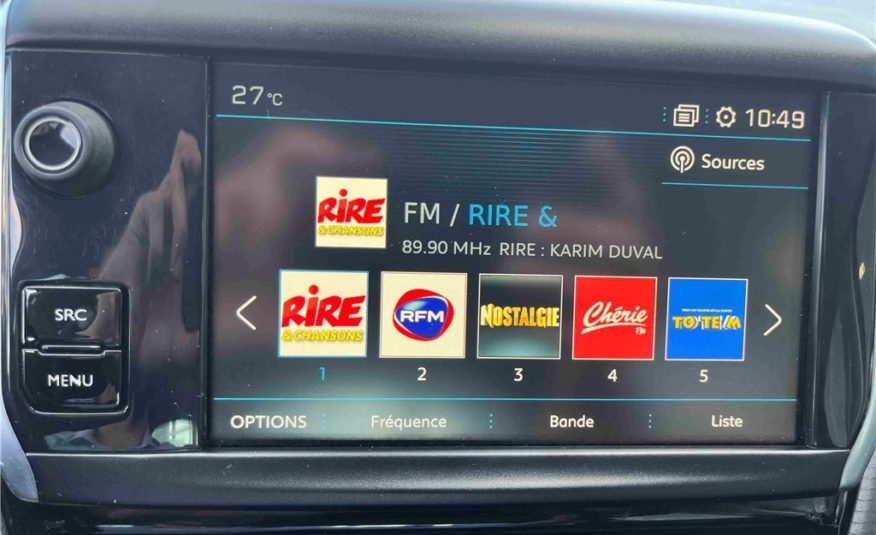 27°C
10:49
Sources
RIRE
& CHANSONS
FM / RIRE &
89.90 MHz RIRE : KARIM DUVAL
SRC
MENU
RIRE
& CHANSONS
RFM
NOSTALGIE
Chérie
FM
TOTEM
1 2 3 4 5
OPTIONS Fréquence Bande Liste